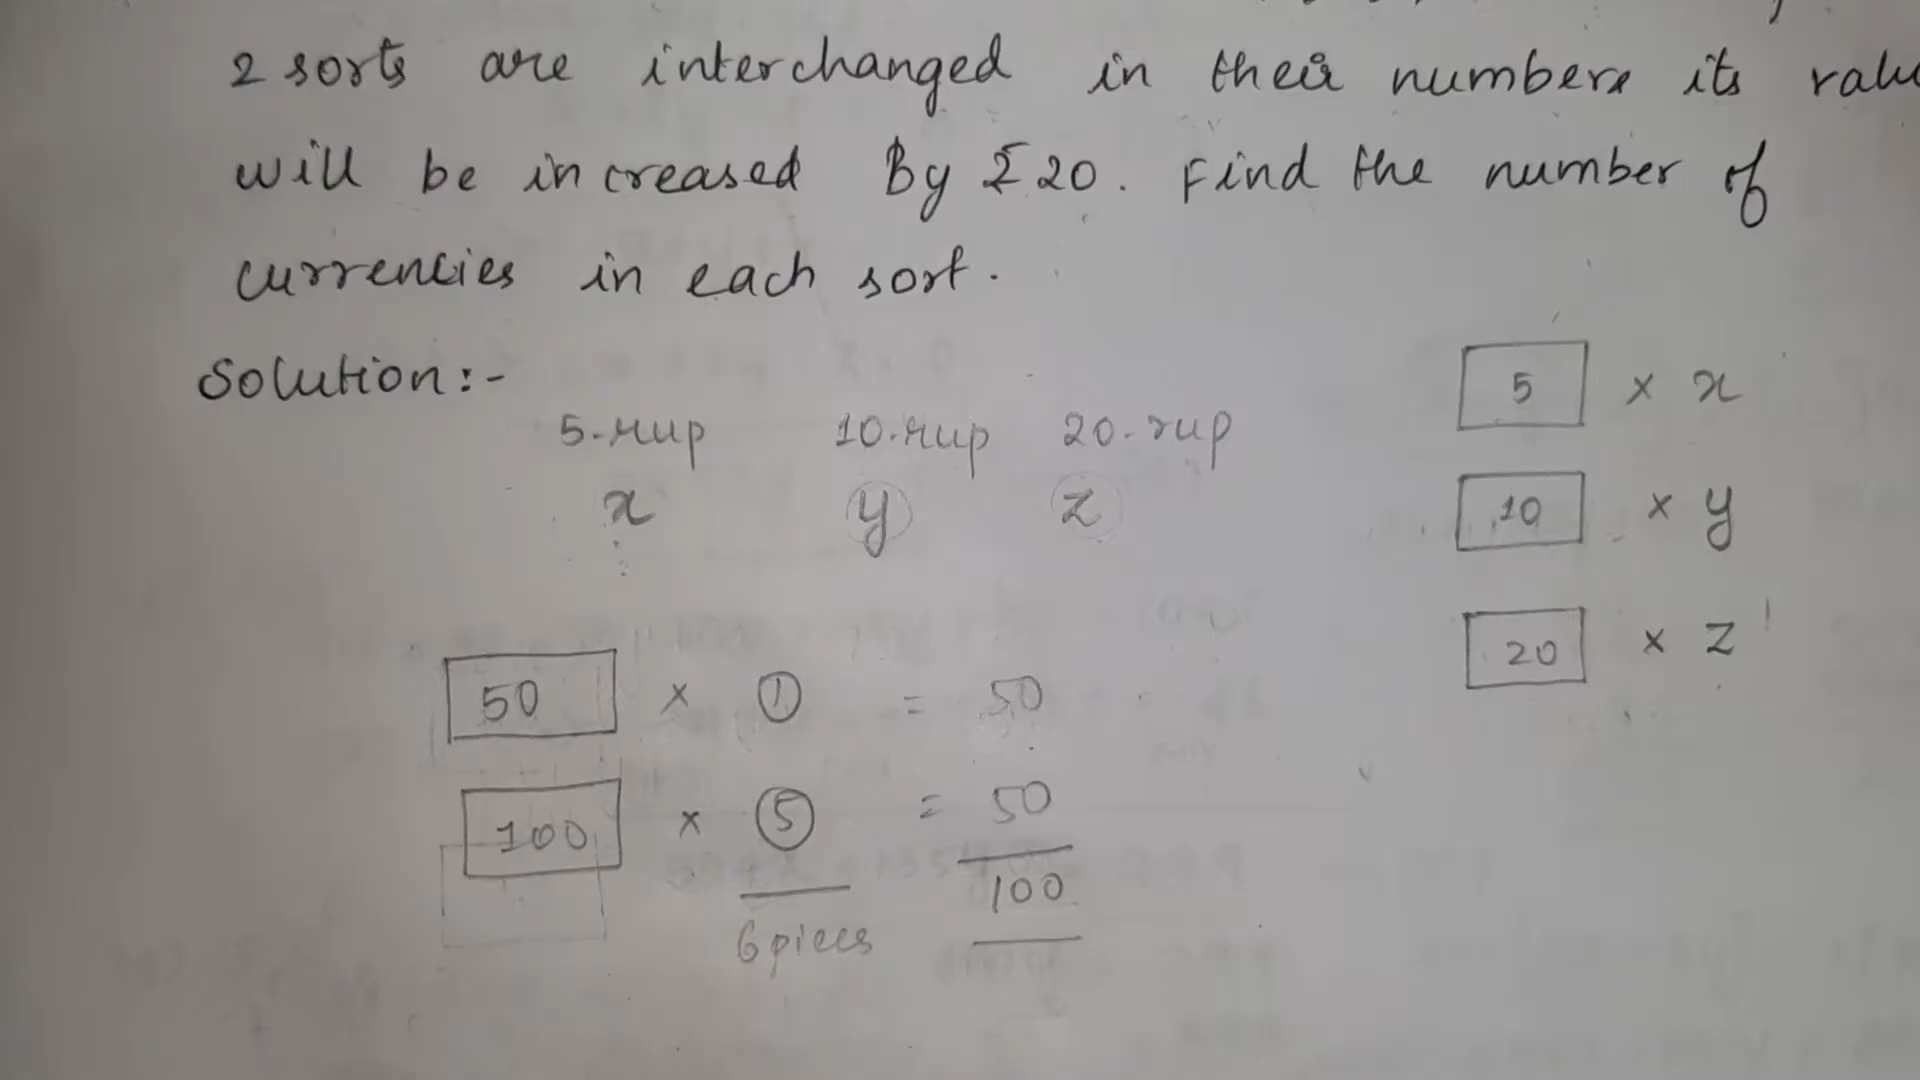 2 sorts are interchanged in their numbers its valu
will be increased By ₹20. Find the number of
currencies in each sort.
Solution:-
5-rup 10-rup 20-rup
x y z
5 × x
10 × y
20 × z
50 × 1 = 50
100 × 5 = 50
100
6 piees